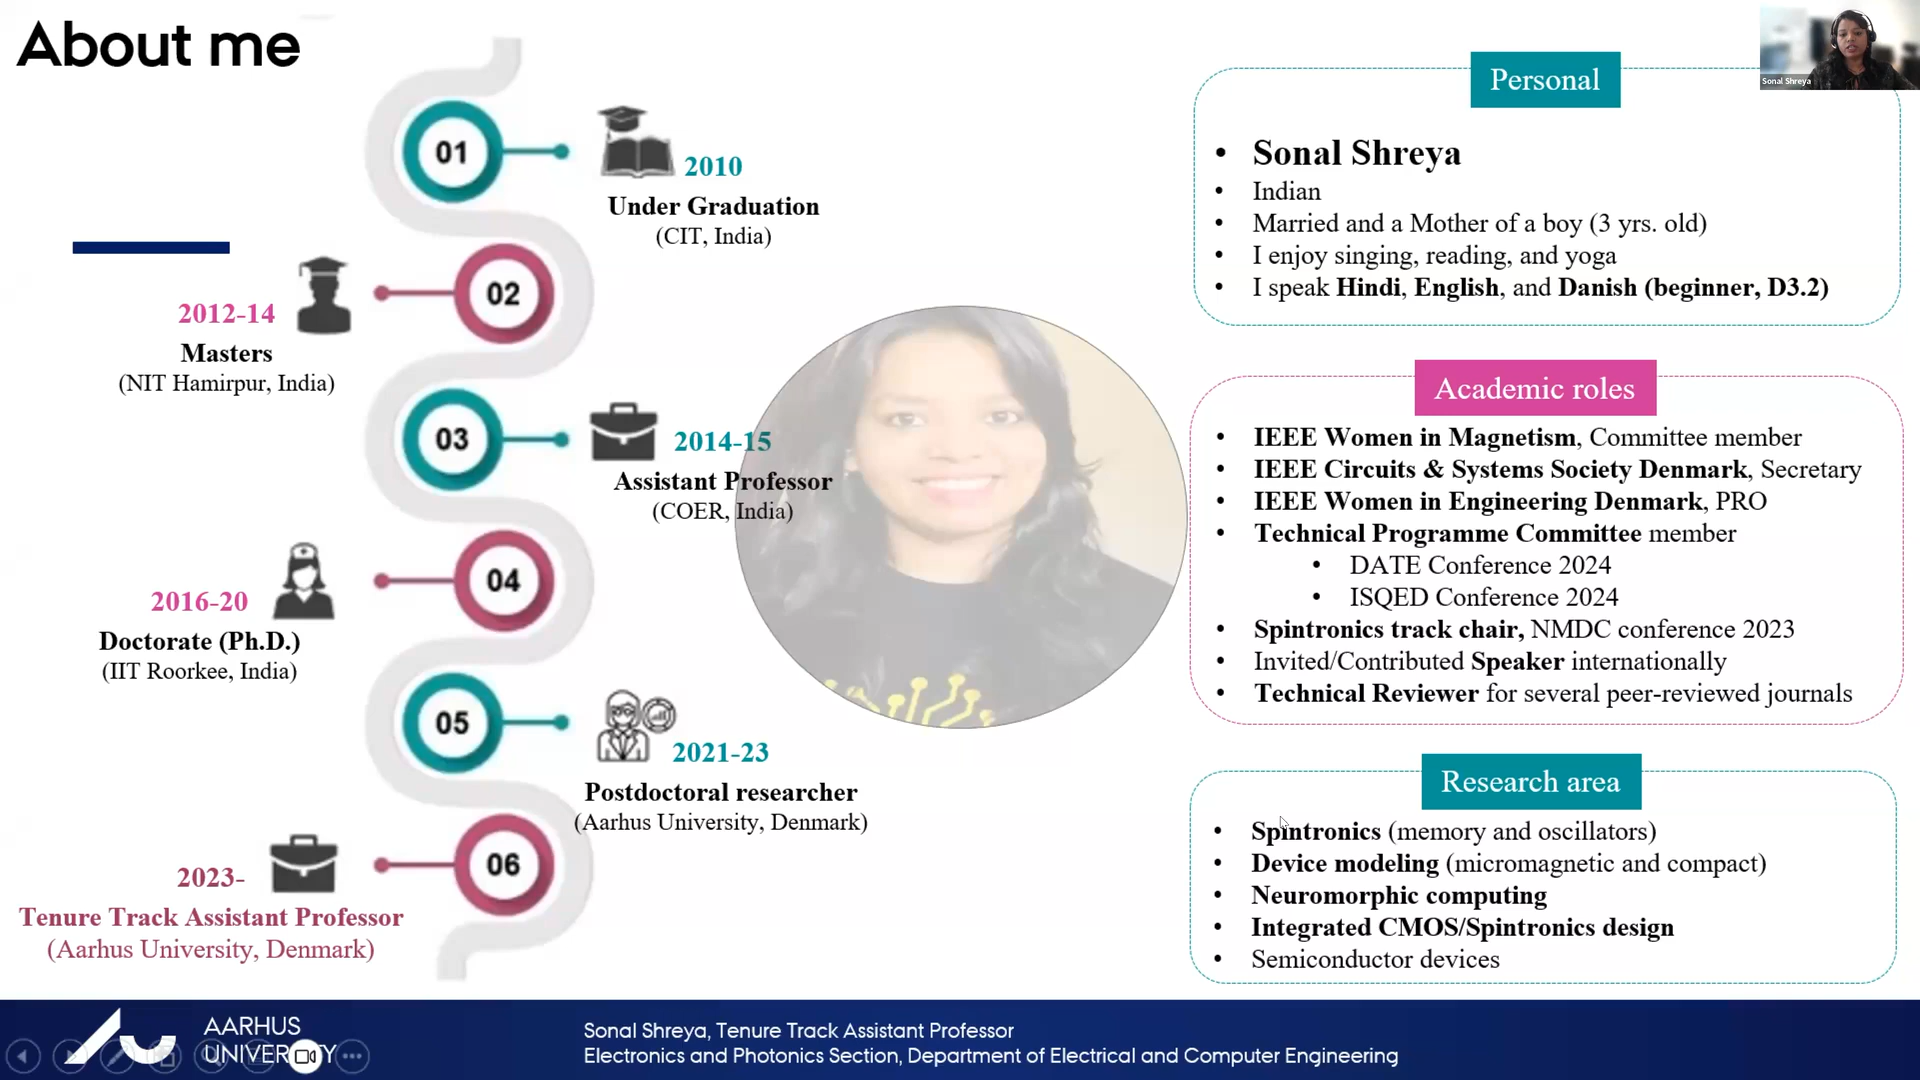 About me
01
2010
Under Graduation
(CIT, India)
02
2012-14
Masters
(NIT Hamirpur, India)
03
2014-15
Assistant Professor
(COER, India)
04
2016-20
Doctorate (Ph.D.)
(IIT Roorkee, India)
05
2021-23
Postdoctoral researcher
(Aarhus University, Denmark)
06
2023-
Tenure Track Assistant Professor
(Aarhus University, Denmark)
Sonal Shreya
Personal
• Sonal Shreya
• Indian
• Married and a Mother of a boy (3 yrs. old)
• I enjoy singing, reading, and yoga
• I speak Hindi, English, and Danish (beginner, D3.2)
Academic roles
• IEEE Women in Magnetism, Committee member
• IEEE Circuits & Systems Society Denmark, Secretary
• IEEE Women in Engineering Denmark, PRO
• Technical Programme Committee member
• DATE Conference 2024
• ISQED Conference 2024
• Spintronics track chair, NMDC conference 2023
• Invited/Contributed Speaker internationally
• Technical Reviewer for several peer-reviewed journals
Research area
• Spintronics (memory and oscillators)
• Device modeling (micromagnetic and compact)
• Neuromorphic computing
• Integrated CMOS/Spintronics design
• Semiconductor devices
AARHUS
UNIVERSITY
Sonal Shreya, Tenure Track Assistant Professor
Electronics and Photonics Section, Department of Electrical and Computer Engineering